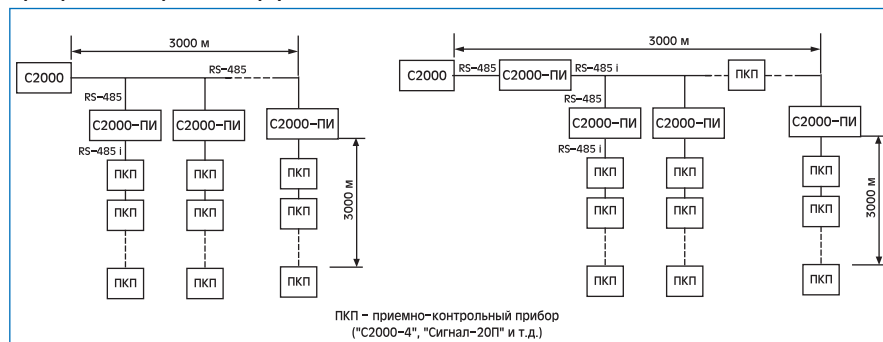 3000 м
С2000
RS-485
RS-485
С2000-ПИ
С2000-ПИ
С2000-ПИ
RS-485 i
ПКП
ПКП
ПКП
ПКП
ПКП
ПКП
3000 м
ПКП
ПКП
ПКП
3000 м
С2000
RS-485
С2000-ПИ
RS-485 i
ПКП
RS-485
С2000-ПИ
С2000-ПИ
С2000-ПИ
RS-485 i
ПКП
ПКП
ПКП
ПКП
ПКП
ПКП
3000 м
ПКП
ПКП
ПКП
ПКП - приемно-контрольный прибор
("С2000-4", "Сигнал-20П" и т.д.)